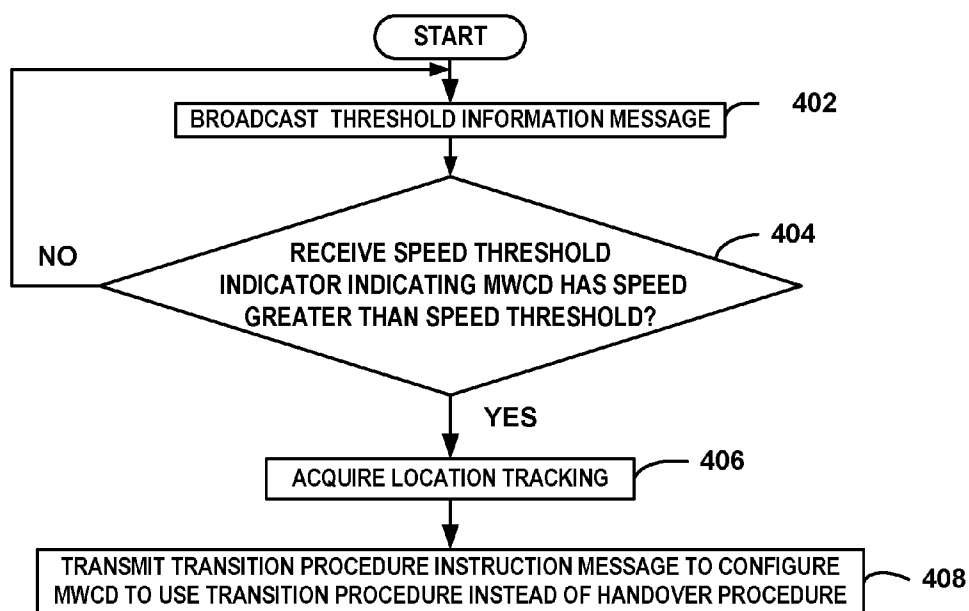 START
BROADCAST THRESHOLD INFORMATION MESSAGE
402
RECEIVE SPEED THRESHOLD
INDICATOR INDICATING MWCD HAS SPEED
GREATER THAN SPEED THRESHOLD?
404
NO
YES
ACQUIRE LOCATION TRACKING
406
TRANSMIT TRANSITION PROCEDURE INSTRUCTION MESSAGE TO CONFIGURE
MWCD TO USE TRANSITION PROCEDURE INSTEAD OF HANDOVER PROCEDURE
408